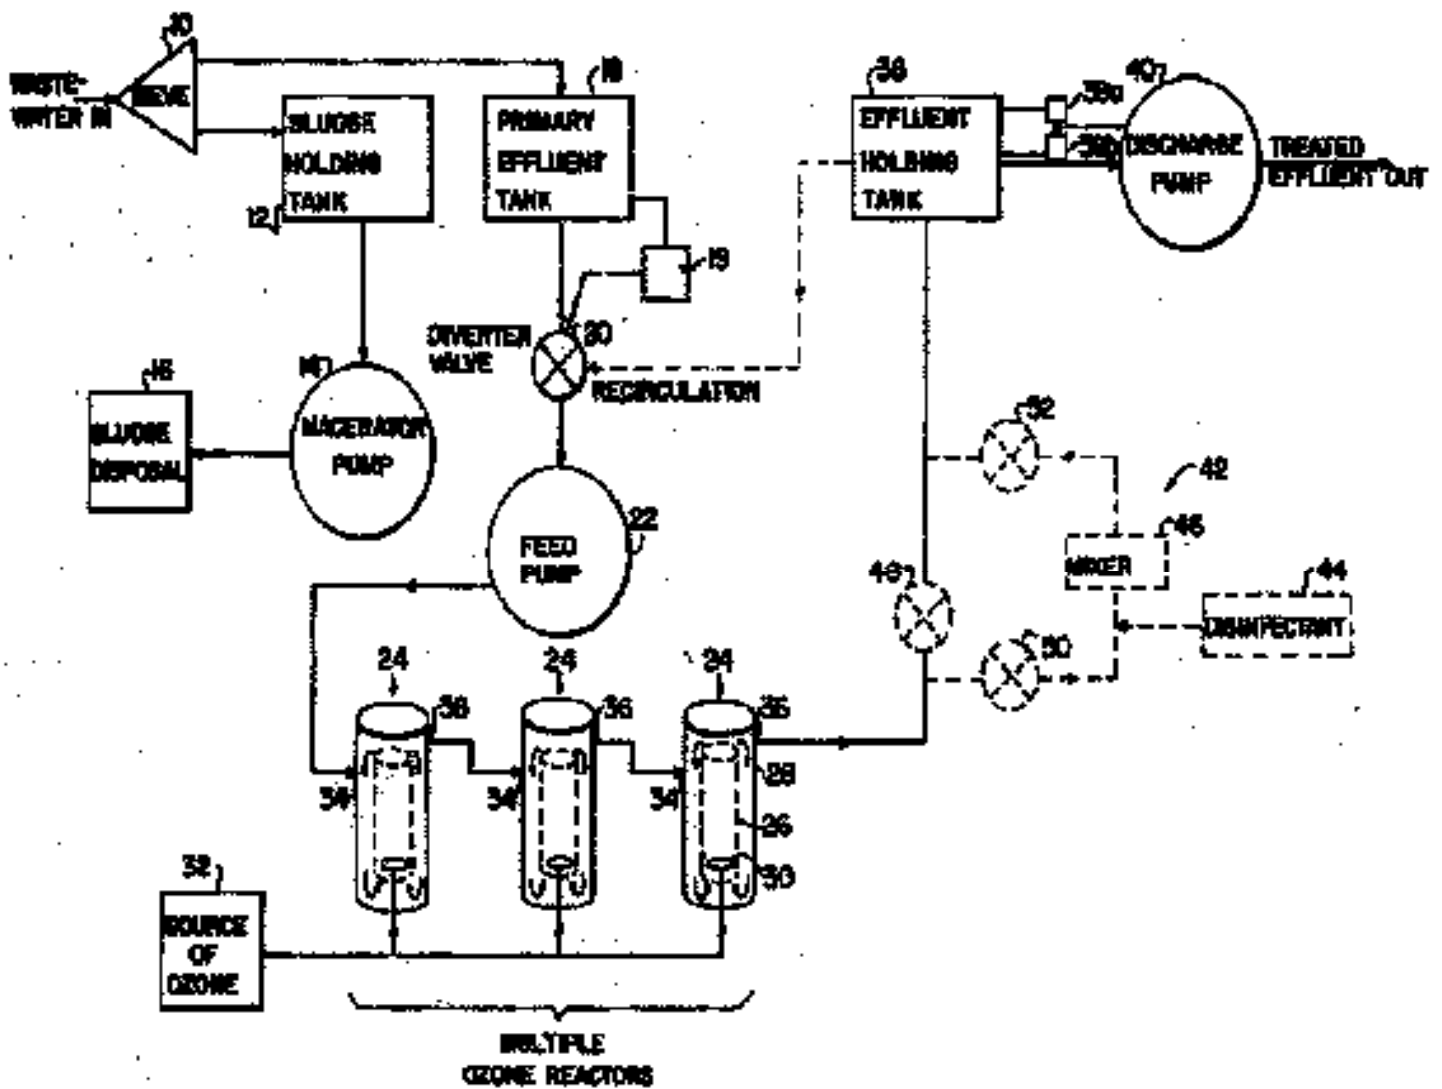 10
WASTE-
WATER IN
SIEVE
SLUDGE
HOLDING
TANK
12
18
PRIMARY
EFFLUENT
TANK
19
38
EFFLUENT
HOLDING
TANK
38a
38b
40
DISCHARGE
PUMP
TREATED
EFFLUENT OUT
DIVERTER
VALVE
20
RECIRCULATION
16
SLUDGE
DISPOSAL
14
MACERATOR
PUMP
22
FEED
PUMP
52
42
46
MIXER
44
DISINFECTANT
48
50
24
24
24
36
36
36
34
34
34
28
26
30
32
SOURCE
OF
OZONE
MULTIPLE
OZONE REACTORS